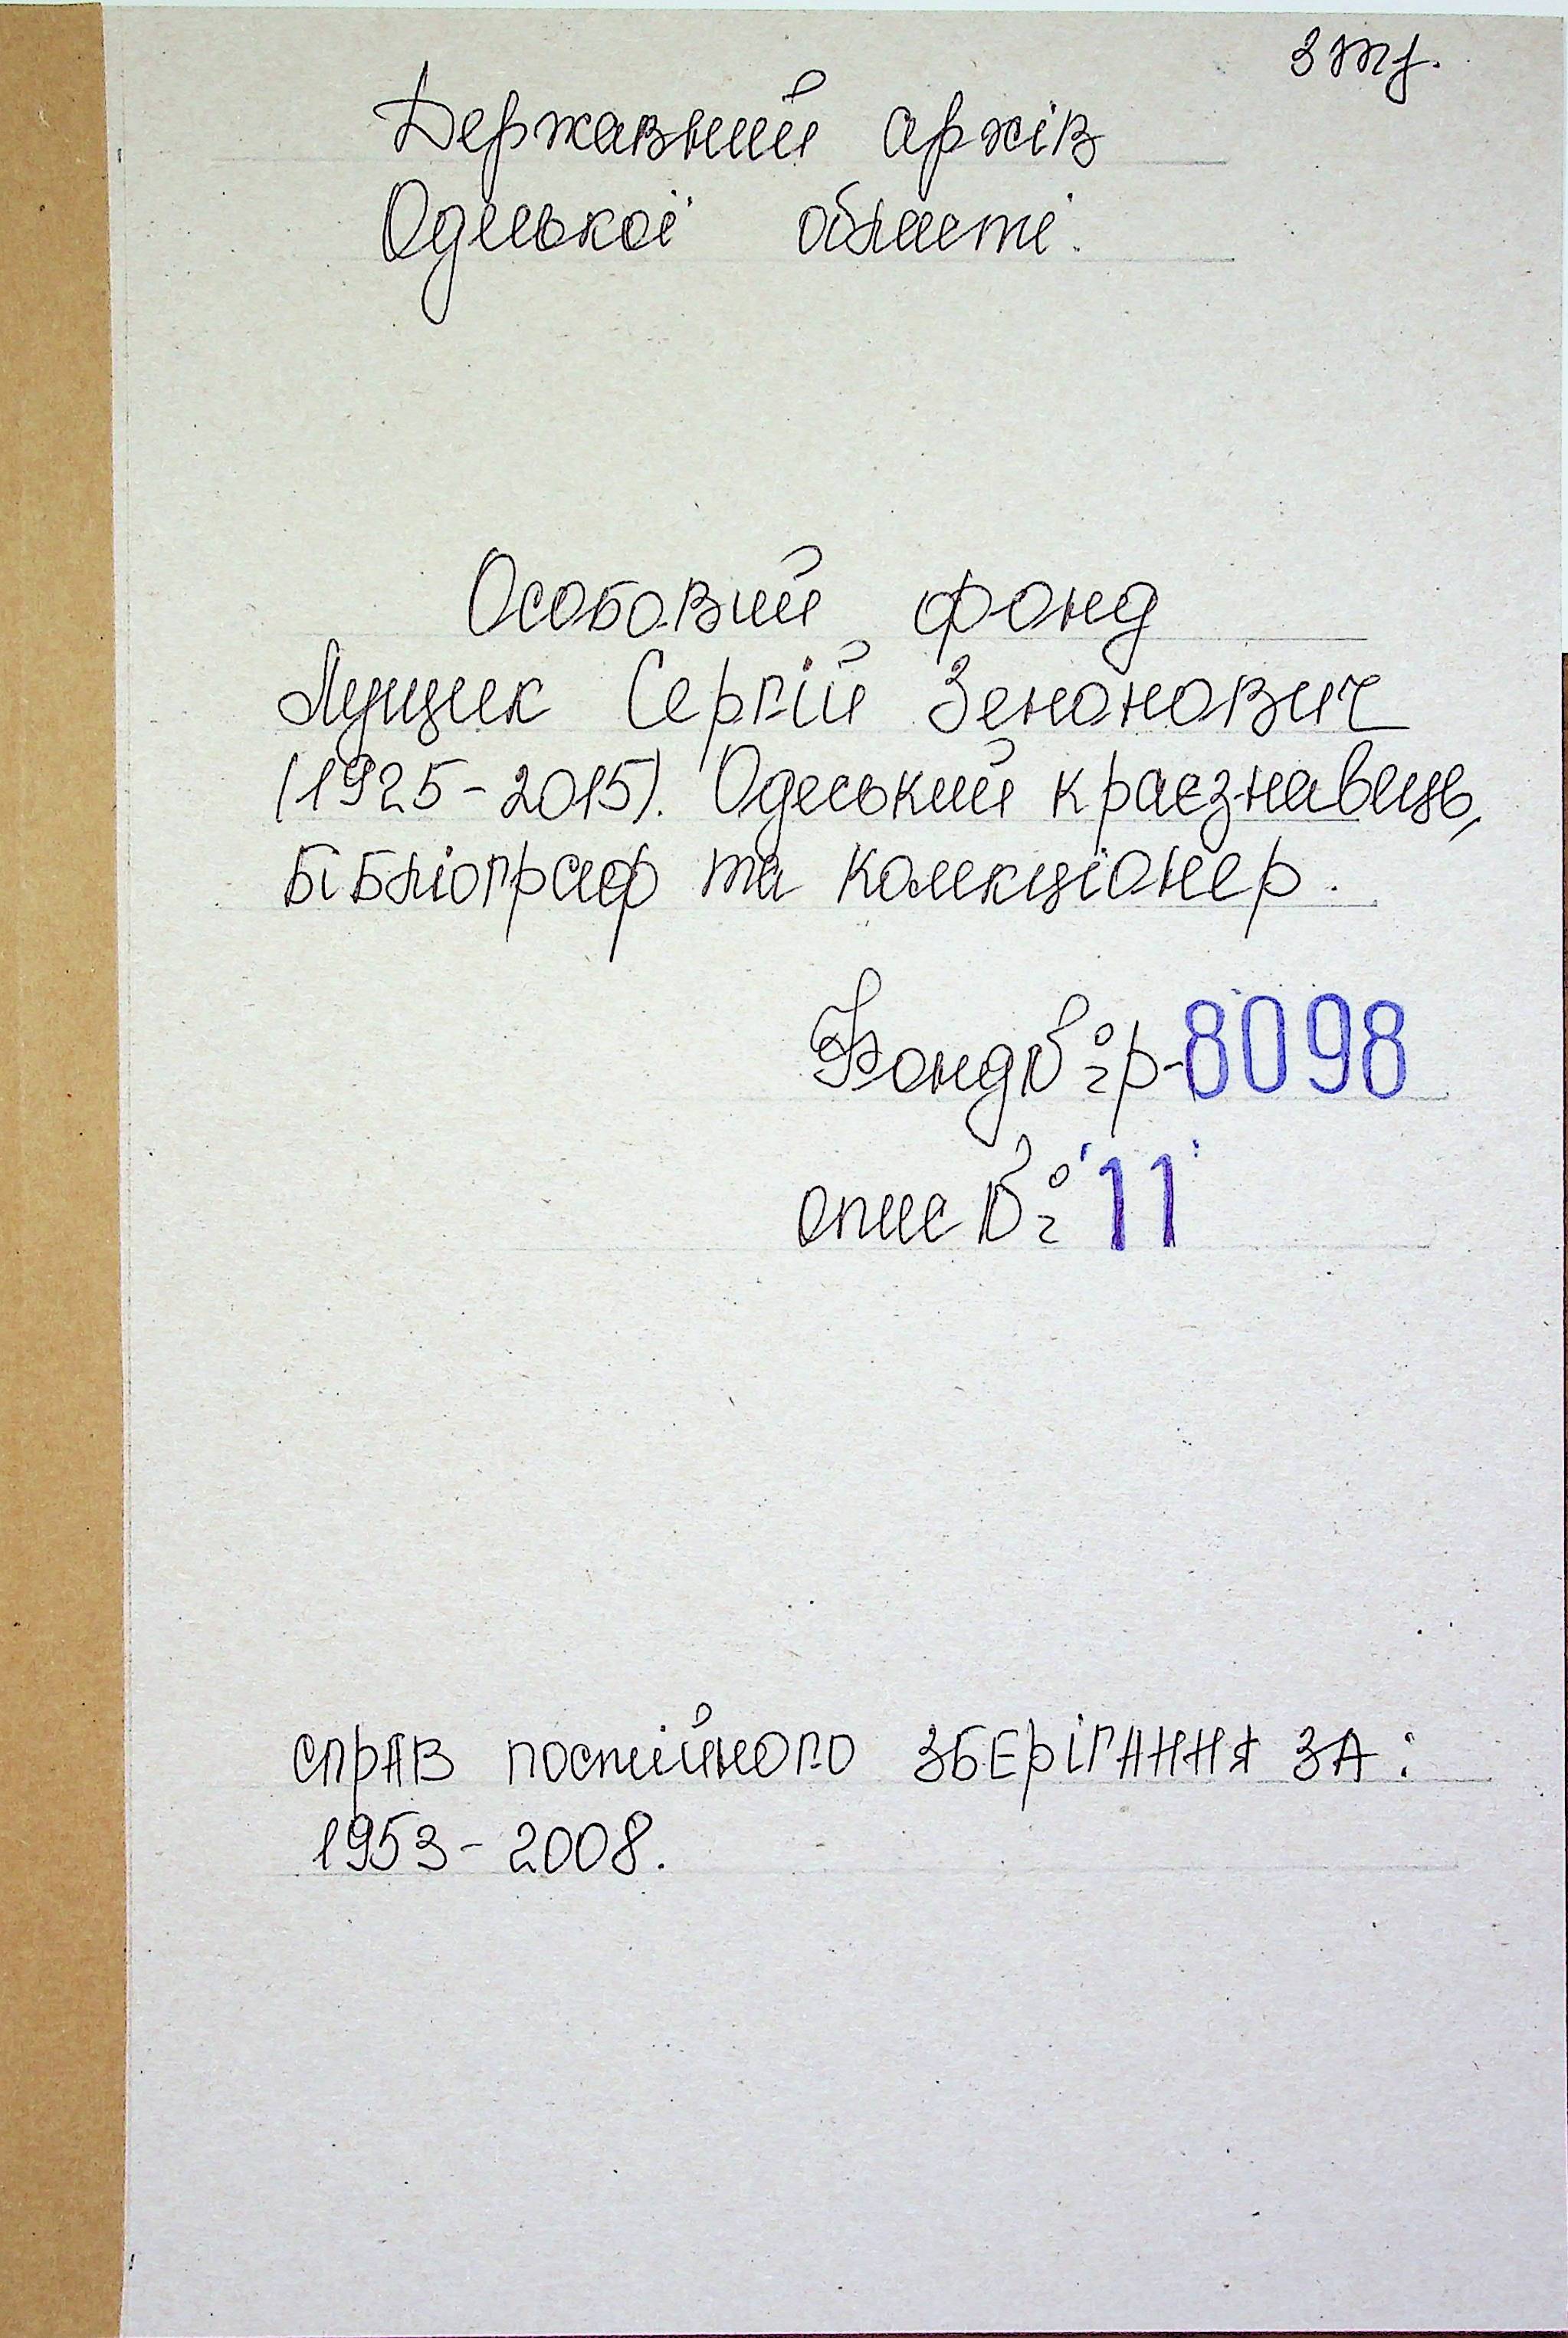 3 тр.
Державний архів
Одеської області.
Особовий фонд
Лущик Сергій Зенонович
(1925-2015). Одеський краєзнавець,
бібліограф та колекціонер.
Фонд № р-8098
опис № 11
СПРАВ постійного ЗБЕРІГАННЯ ЗА:
1953-2008.